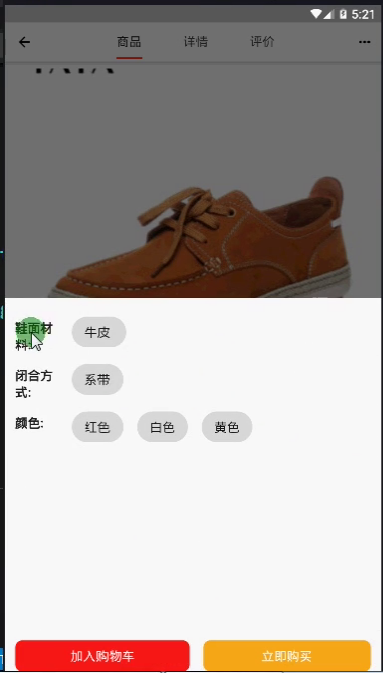 5:21
商品 详情 评价
鞋面材 牛皮
料:
闭合方 系带
式:
颜色: 红色 白色 黄色
加入购物车 立即购买